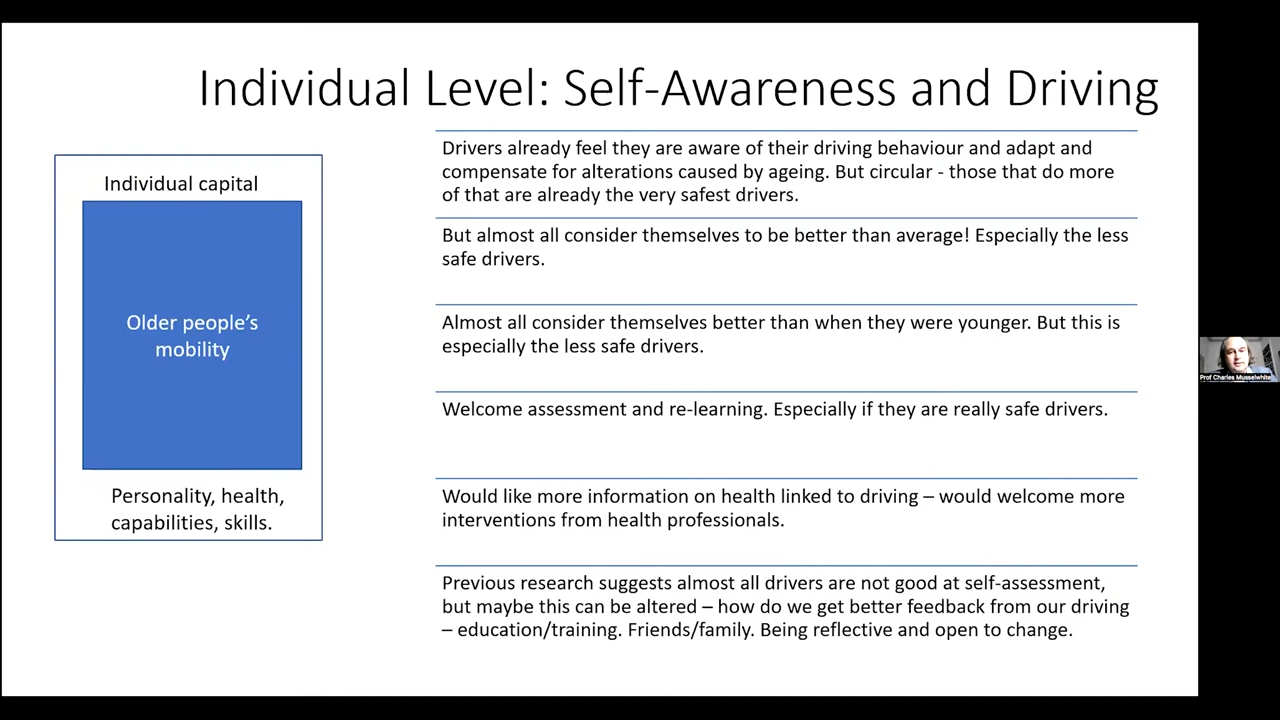 Individual Level: Self-Awareness and Driving
Individual capital
Older people's
mobility
Personality, health,
capabilities, skills.
Drivers already feel they are aware of their driving behaviour and adapt and
compensate for alterations caused by ageing. But circular - those that do more
of that are already the very safest drivers.
But almost all consider themselves to be better than average! Especially the less
safe drivers.
Almost all consider themselves better than when they were younger. But this is
especially the less safe drivers.
Welcome assessment and re-learning. Especially if they are really safe drivers.
Would like more information on health linked to driving – would welcome more
interventions from health professionals.
Previous research suggests almost all drivers are not good at self-assessment,
but maybe this can be altered – how do we get better feedback from our driving
– education/training. Friends/family. Being reflective and open to change.
Prof Charles Musselwhite